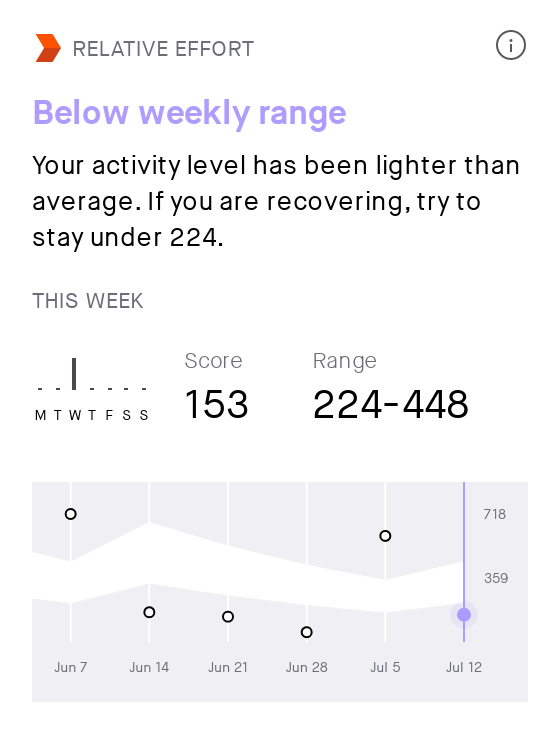 RELATIVE EFFORT
Below weekly range
Your activity level has been lighter than
average. If you are recovering, try to
stay under 224.
THIS WEEK
Score Range
153 224-448
M T W T F S S
718
359
Jun 7 Jun 14 Jun 21 Jun 28 Jul 5 Jul 12